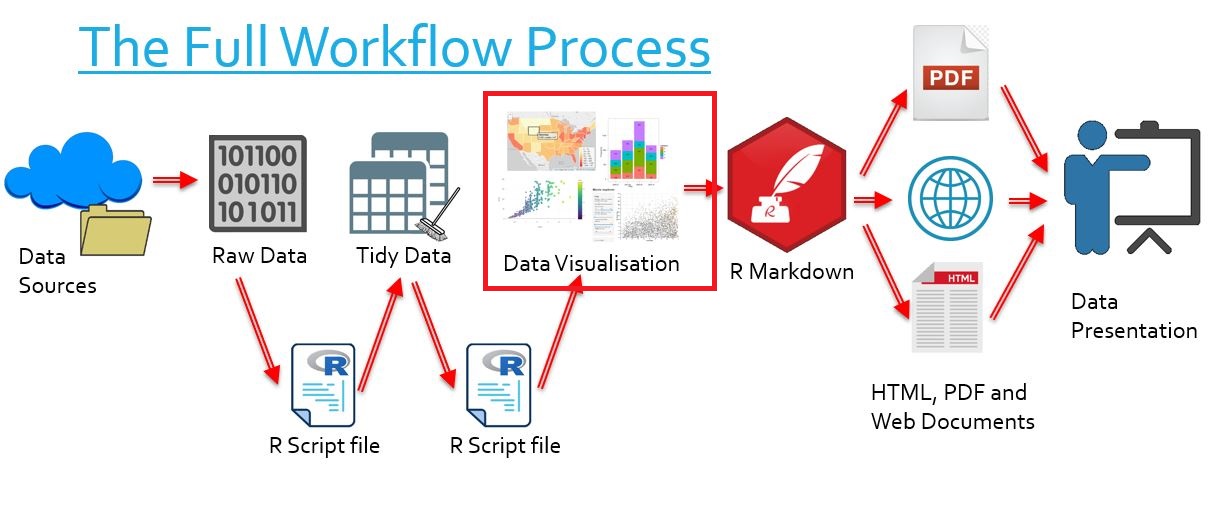 The Full Workflow Process
PDF
101100
010110
101011
Data
Sources
Raw Data
Tidy Data
Data Visualisation
R
R Markdown
HTML
Data
Presentation
R
R Script file
R
R Script file
HTML, PDF and
Web Documents